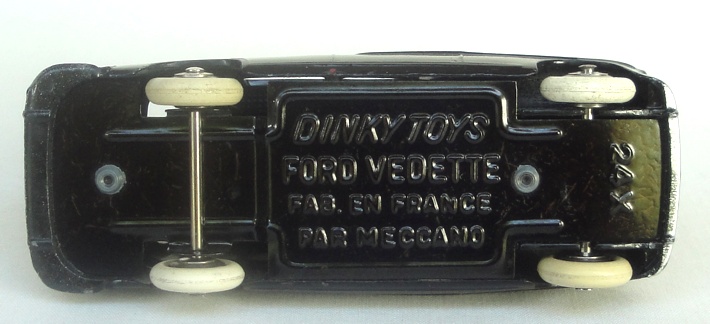 DINKY TOYS
FORD VEDETTE
FAB. EN FRANCE
PAR MECCANO
24X